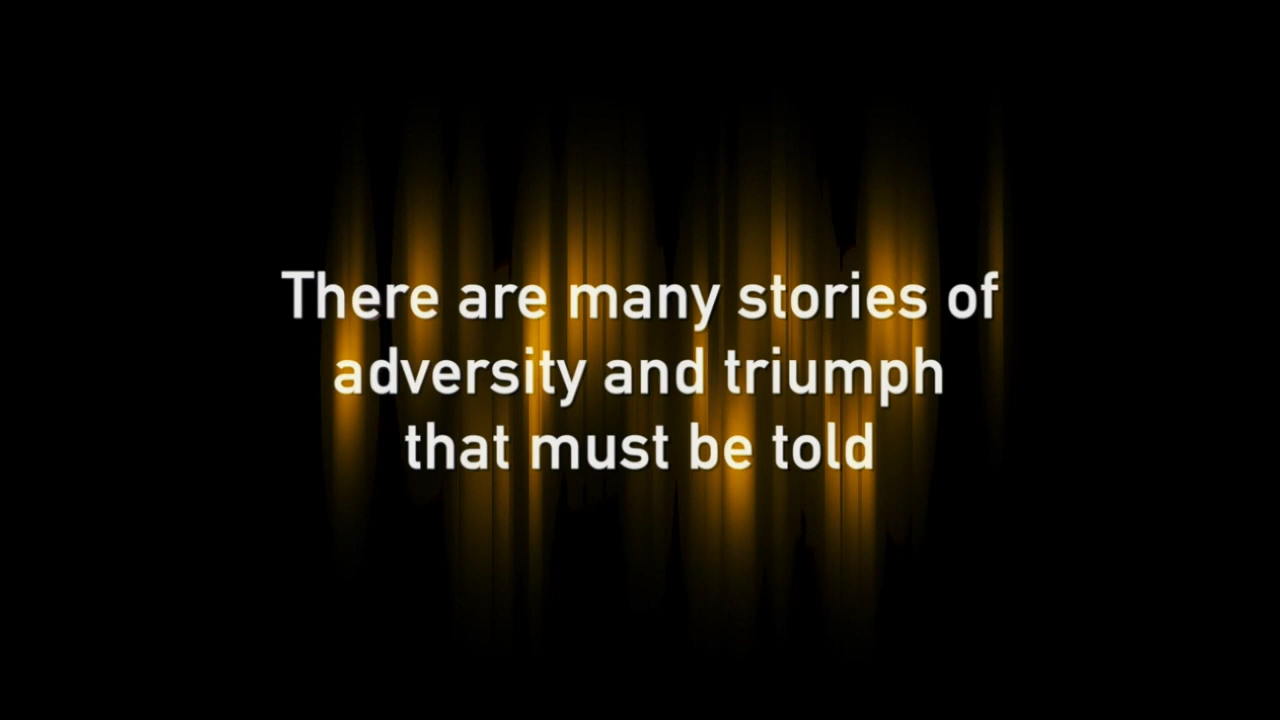 There are many stories of
adversity and triumph
that must be told